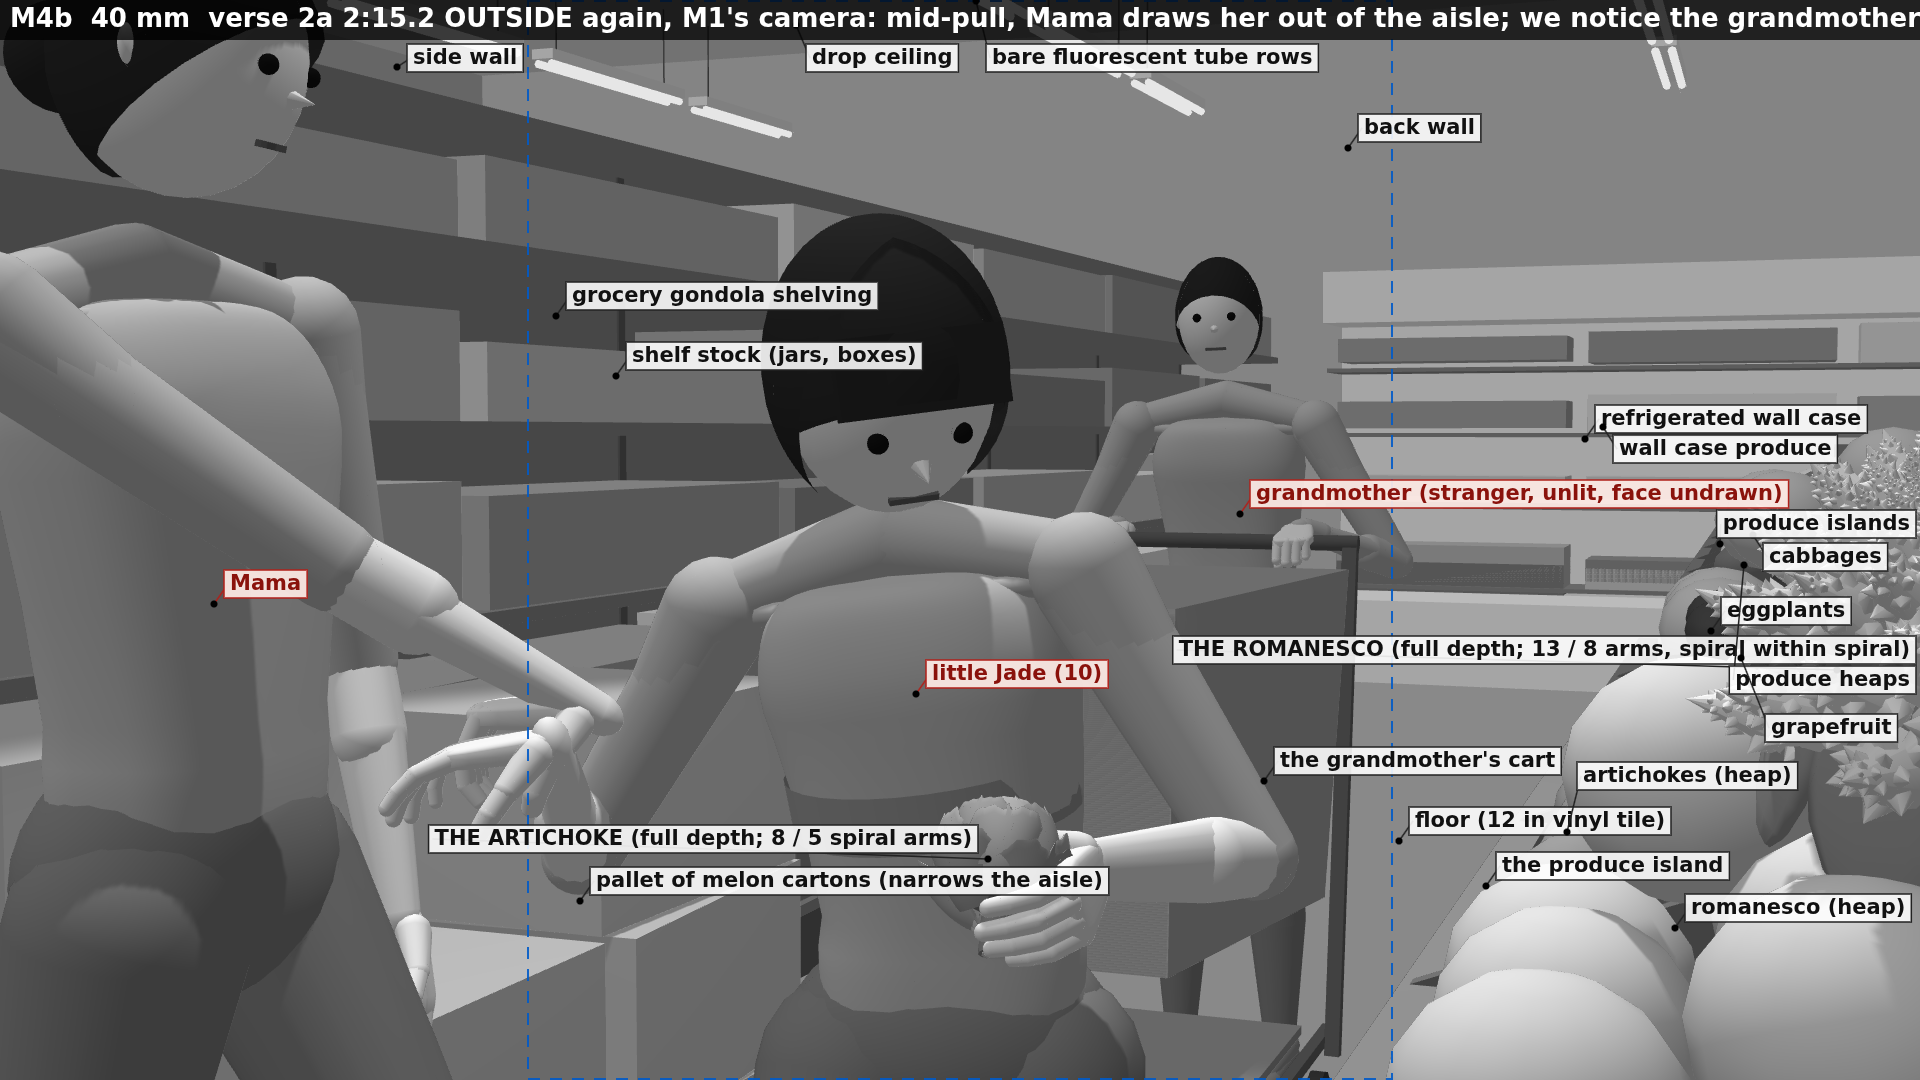 M4b 40 mm verse 2a 2:15.2 OUTSIDE again, M1's camera: mid-pull, Mama draws her out of the aisle; we notice the grandmother
side wall
drop ceiling
bare fluorescent tube rows
back wall
grocery gondola shelving
shelf stock (jars, boxes)
refrigerated wall case
wall case produce
grandmother (stranger, unlit, face undrawn)
produce islands
cabbages
Mama
eggplants
THE ROMANESCO (full depth; 13 / 8 arms, spiral within spiral)
little Jade (10)
produce heaps
grapefruit
the grandmother's cart
artichokes (heap)
floor (12 in vinyl tile)
THE ARTICHOKE (full depth; 8 / 5 spiral arms)
the produce island
pallet of melon cartons (narrows the aisle)
romanesco (heap)